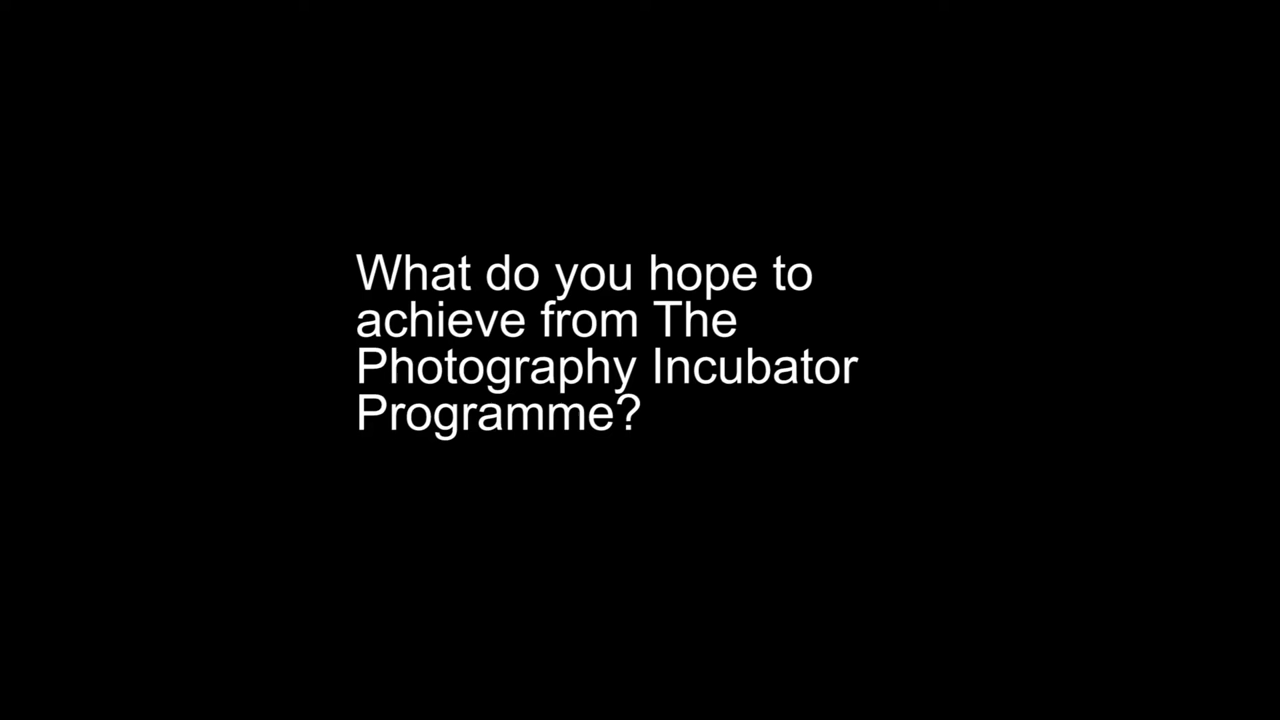 What do you hope to
achieve from The
Photography Incubator
Programme?